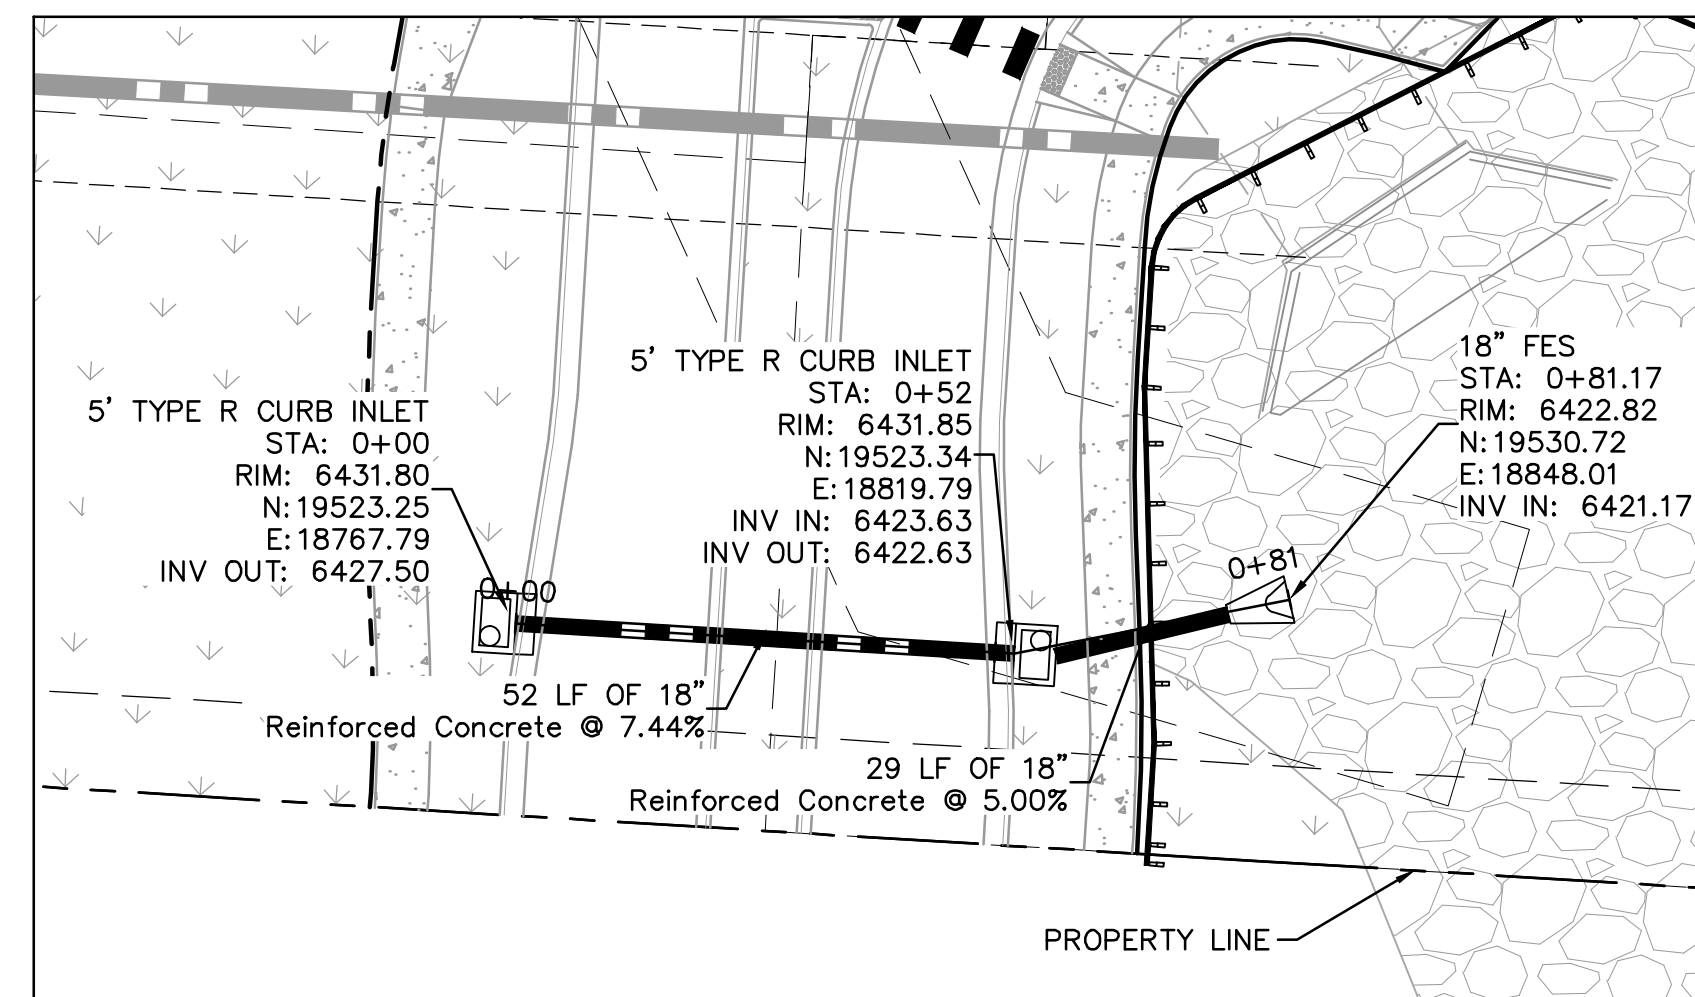 5' TYPE R CURB INLET
STA: 0+00
RIM: 6431.80
N:19523.25
E:18767.79
INV OUT: 6427.50
5' TYPE R CURB INLET
STA: 0+52
RIM: 6431.85
N:19523.34
E:18819.79
INV IN: 6423.63
INV OUT: 6422.63
18" FES
STA: 0+81.17
RIM: 6422.82
N:19530.72
E:18848.01
INV IN: 6421.17
0+00
0+81
52 LF OF 18"
Reinforced Concrete @ 7.44%
29 LF OF 18"
Reinforced Concrete @ 5.00%
PROPERTY LINE